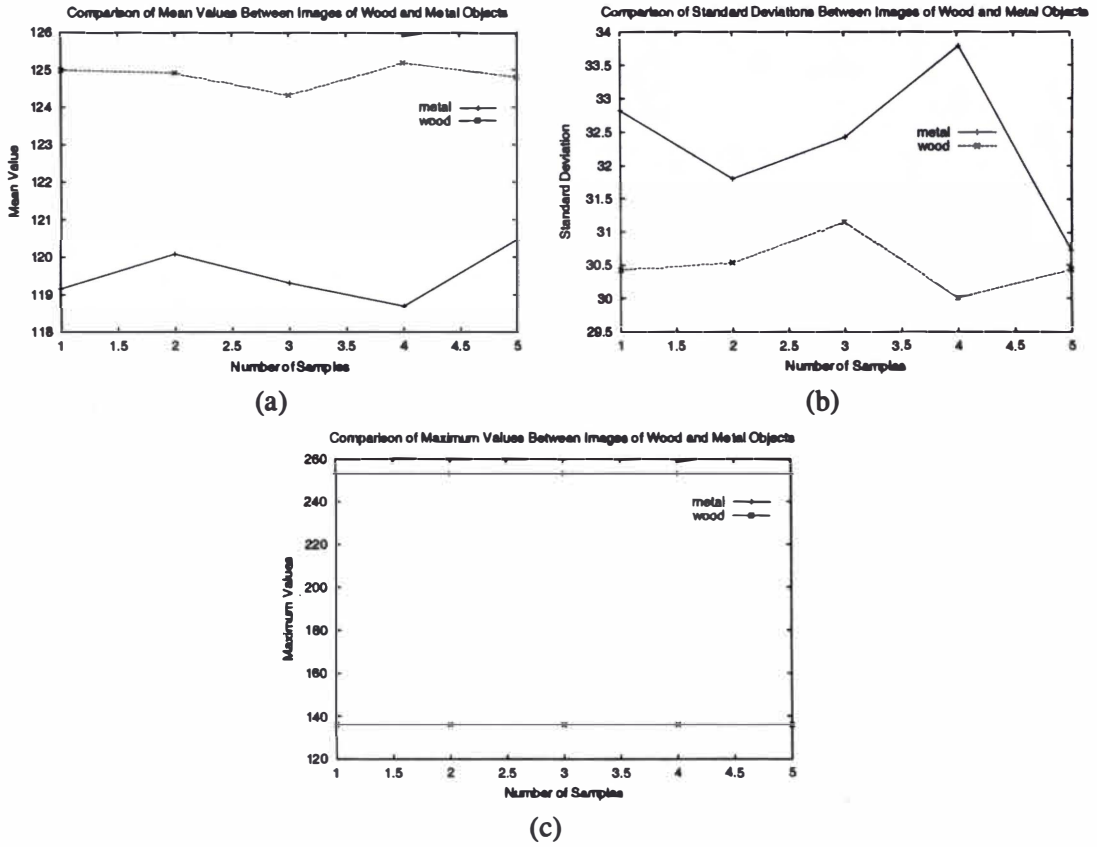 Comparison of Mean Values Between Images of Wood and Metal Objects
126
125
124
123
122
121
120
119
118
Mean Value
metal
wood
1 1.5 2 2.5 3 3.5 4 4.5 5
Number of Samples
(a)
Comparison of Standard Deviations Between Images of Wood and Metal Objects
34
33.5
33
32.5
32
31.5
31
30.5
30
29.5
Standard Deviation
metal
wood
1 1.5 2 2.5 3 3.5 4 4.5 5
Number of Samples
(b)
Comparison of Maximum Values Between Images of Wood and Metal Objects
260
240
220
200
180
160
140
120
Maximum Values
metal
wood
1 1.5 2 2.5 3 3.5 4 4.5 5
Number of Samples
(c)